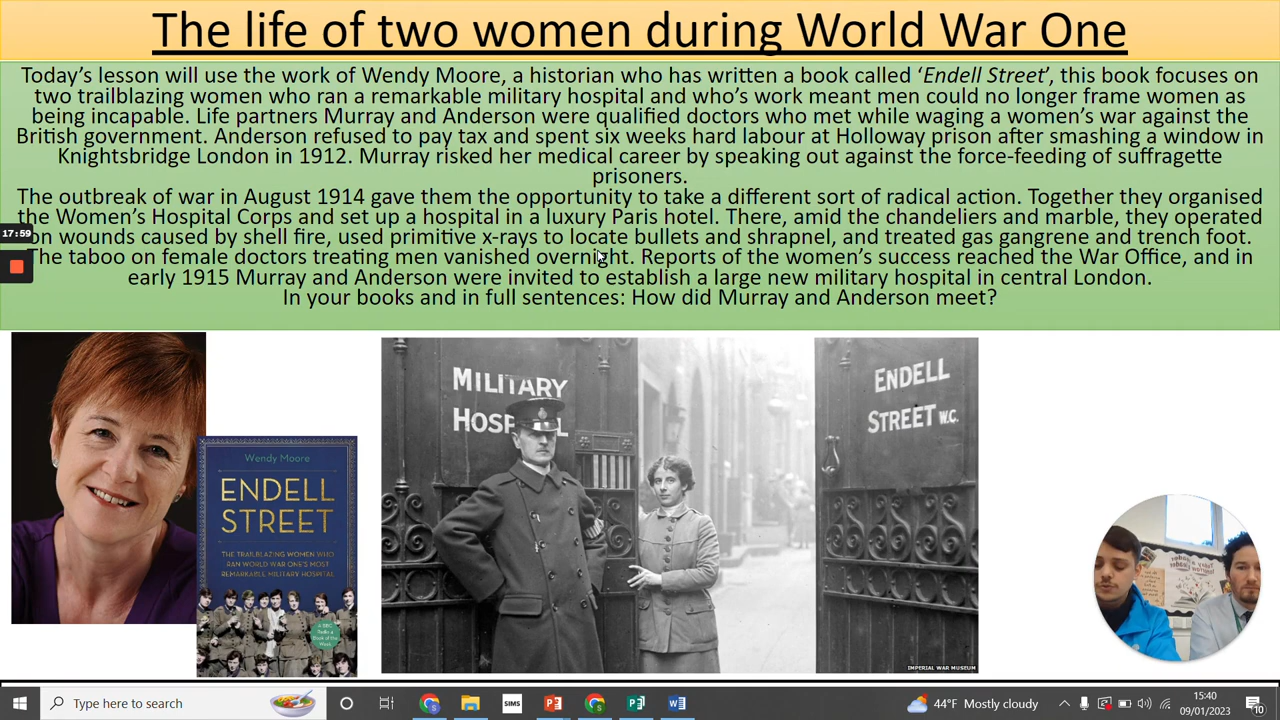 The life of two women during World War One
Today's lesson will use the work of Wendy Moore, a historian who has written a book called 'Endell Street', this book focuses on
two trailblazing women who ran a remarkable military hospital and who's work meant men could no longer frame women as
being incapable. Life partners Murray and Anderson were qualified doctors who met while waging a women's war against the
British government. Anderson refused to pay tax and spent six weeks hard labour at Holloway prison after smashing a window in
Knightsbridge London in 1912. Murray risked her medical career by speaking out against the force-feeding of suffragette
prisoners.
The outbreak of war in August 1914 gave them the opportunity to take a different sort of radical action. Together they organised
the Women's Hospital Corps and set up a hospital in a luxury Paris hotel. There, amid the chandeliers and marble, they operated
on wounds caused by shell fire, used primitive x-rays to locate bullets and shrapnel, and treated gas gangrene and trench foot.
The taboo on female doctors treating men vanished overnight. Reports of the women's success reached the War Office, and in
early 1915 Murray and Anderson were invited to establish a large new military hospital in central London.
In your books and in full sentences: How did Murray and Anderson meet?
17:59
MILITARY
HOSP L
ENDELL
STREET W.C.
Wendy Moore
ENDELL
STREET
THE TRAILBLAZING WOMEN WHO
RAN WORLD WAR ONE'S MOST
REMARKABLE MILITARY HOSPITAL
A BBC
Radio 4
Book of the
Week
IMPERIAL WAR MUSEUM
Type here to search
SIMS
44°F Mostly cloudy
15:40
09/01/2023
10